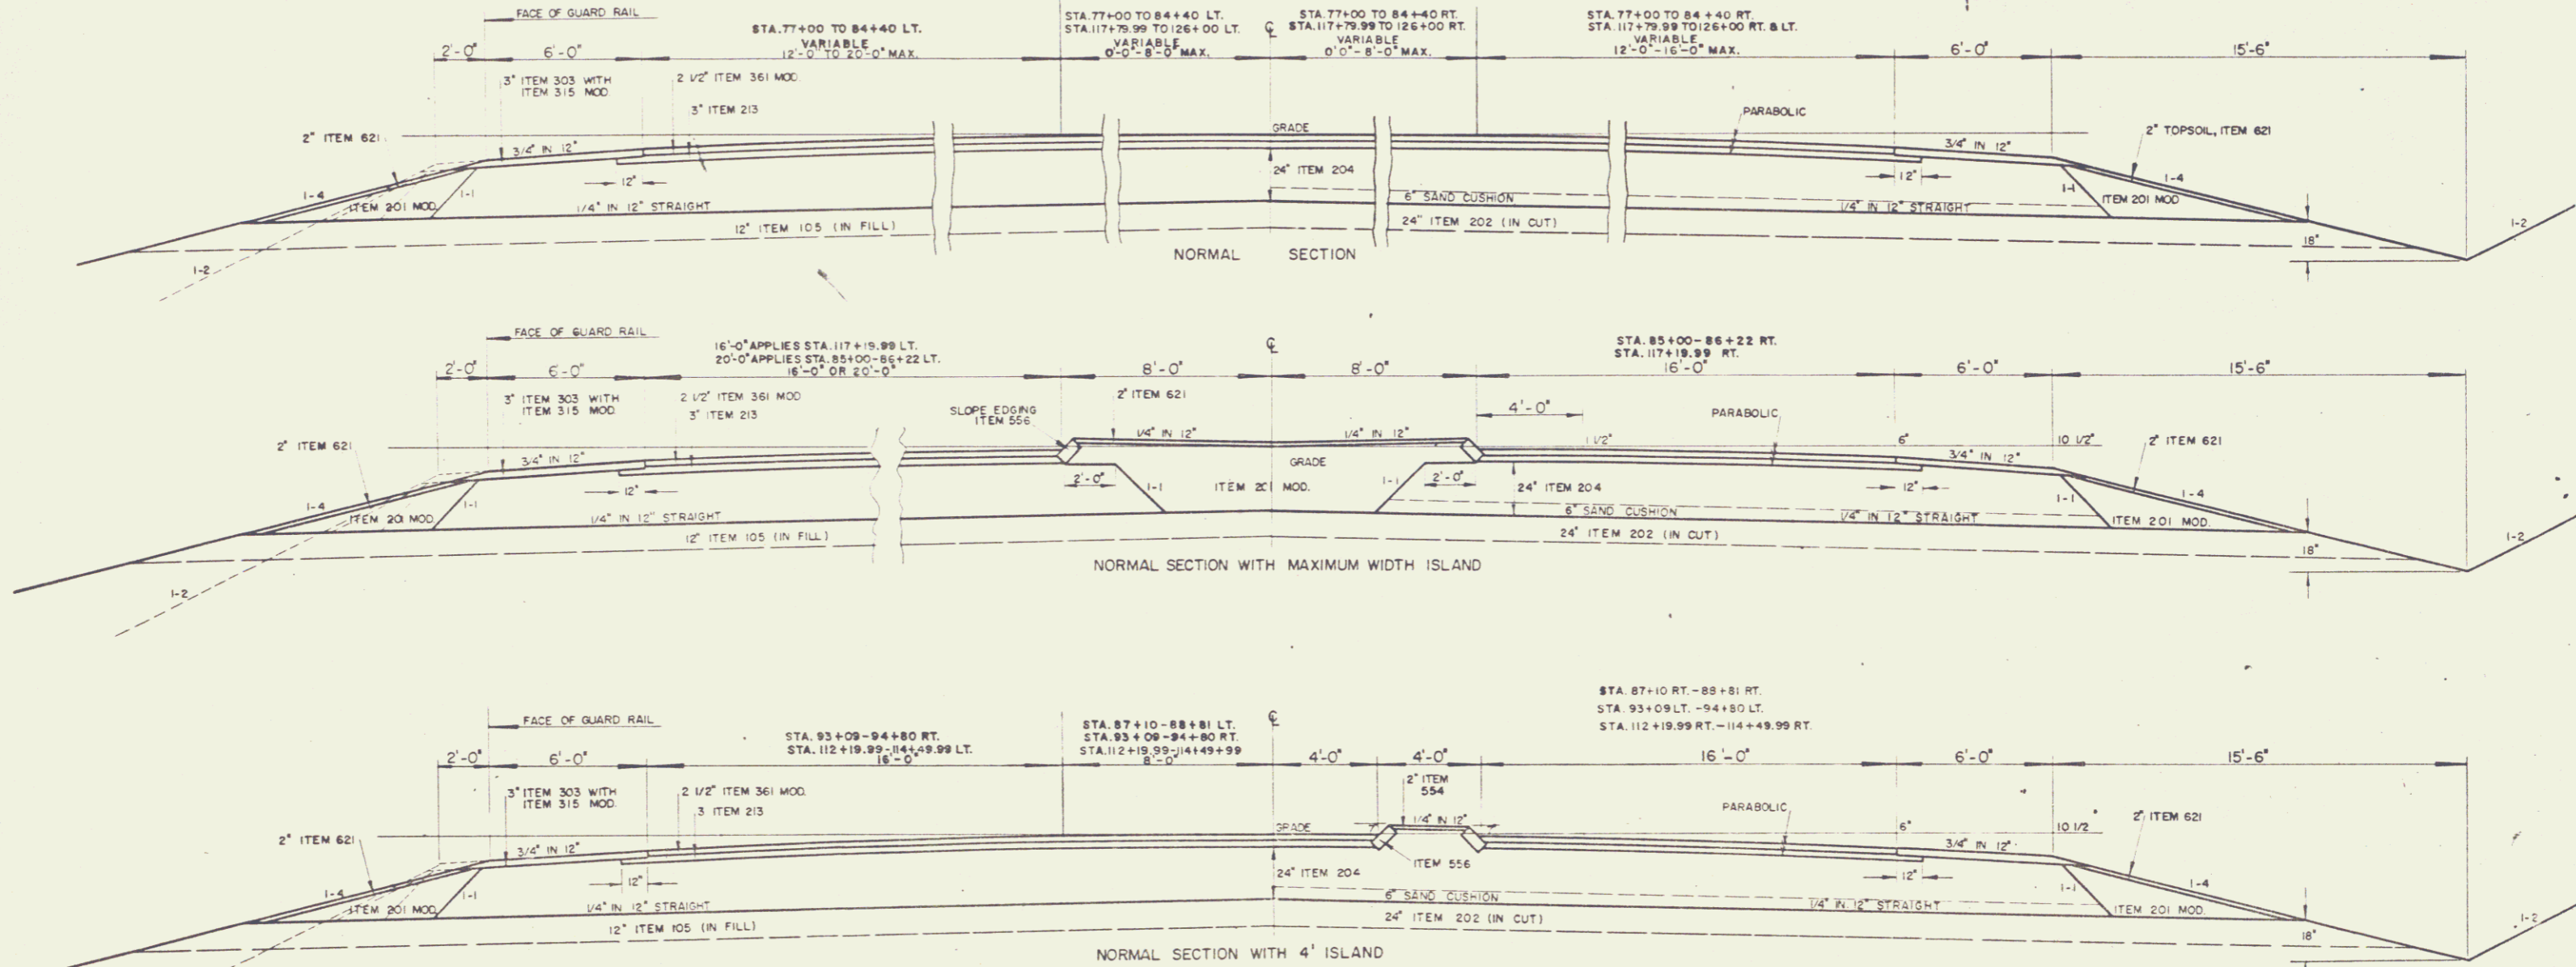 FACE OF GUARD RAIL
STA.77+00 TO 84+40 LT.
VARIABLE
12'-0" TO 20'-0" MAX.
STA.77+00 TO 84+40 LT.
STA.117+79.99 TO 126+00 LT.
VARIABLE
0'-0"-8'-0" MAX.
℄
STA.77+00 TO 84+40 RT.
STA.117+79.99 TO 126+00 RT.
VARIABLE
0'0"-8'-0" MAX.
STA.77+00 TO 84+40 RT.
STA.117+79.99 TO 126+00 RT. & LT.
VARIABLE
12'-0"-16'-0" MAX.
2'-0" 6'-0" 6'-0" 15'-6"
3" ITEM 303 WITH
ITEM 315 MOD
2 1/2" ITEM 361 MOD.
3" ITEM 213
PARABOLIC
2" ITEM 621
GRADE
2" TOPSOIL, ITEM 621
3/4" IN 12" 3/4" IN 12"
24" ITEM 204
12" 12"
1-4 1-1 1-1 1-4
ITEM 201 MOD. 1/4" IN 12" STRAIGHT 6" SAND CUSHION 1/4" IN 12" STRAIGHT ITEM 201 MOD
12" ITEM 105 (IN FILL) 24" ITEM 202 (IN CUT) 1-2
18"
1-2
NORMAL SECTION
FACE OF GUARD RAIL
16'-0" APPLIES STA.117+19.99 LT.
20'-0" APPLIES STA.85+00-86+22 LT.
16'-0" OR 20'-0"
℄
STA. 85+00-86+22 RT.
STA.117+19.99 RT.
2'-0" 6'-0" 8'-0" 8'-0" 16'-0" 6'-0" 15'-6"
3" ITEM 303 WITH
ITEM 315 MOD.
2 1/2" ITEM 361 MOD
3" ITEM 213
2" ITEM 621
SLOPE EDGING
ITEM 556
4'-0"
PARABOLIC
2" ITEM 621 1/4" IN 12" 1/4" IN 12" 1 1/2" 6" 10 1/2" 2" ITEM 621
3/4" IN 12" GRADE 3/4" IN 12"
12" 2'-0" 2'-0" 12"
1-4 1-1 1-1 ITEM 201 MOD. 1-1 24" ITEM 204 1-1 1-4
ITEM 201 MOD. 1/4" IN 12" STRAIGHT 6" SAND CUSHION 1/4" IN 12" STRAIGHT ITEM 201 MOD.
12" ITEM 105 (IN FILL) 24" ITEM 202 (IN CUT) 1-2
18"
NORMAL SECTION WITH MAXIMUM WIDTH ISLAND
1-2
STA. 87+10 RT.-88+81 RT.
STA. 93+09 LT. -94+80 LT.
STA. 112+19.99 RT.-114+49.99 RT.
FACE OF GUARD RAIL
STA. 93+09-94+80 RT.
STA. 112+19.99-114+49.99 LT.
16'-0"
STA. 87+10-88+81 LT.
STA. 93+09-94+80 RT.
STA.112+19.99-114+49+99
8'-0"
℄
2'-0" 6'-0" 4'-0" 4'-0" 16'-0" 6'-0" 15'-6"
3" ITEM 303 WITH
ITEM 315 MOD.
2 1/2" ITEM 361 MOD.
3 ITEM 213
2" ITEM
554
PARABOLIC
2" ITEM 621 GRADE 1/4" IN 12" 6" 10 1/2" 2" ITEM 621
3/4" IN 12" 3/4" IN 12"
ITEM 556
24" ITEM 204
12" 12"
1-4 1-1 1-1 1-4
ITEM 201 MOD. 1/4" IN 12" STRAIGHT 6" SAND CUSHION 1/4" IN 12" STRAIGHT ITEM 201 MOD.
12" ITEM 105 (IN FILL) 24" ITEM 202 (IN CUT) 1-2
18"
NORMAL SECTION WITH 4' ISLAND